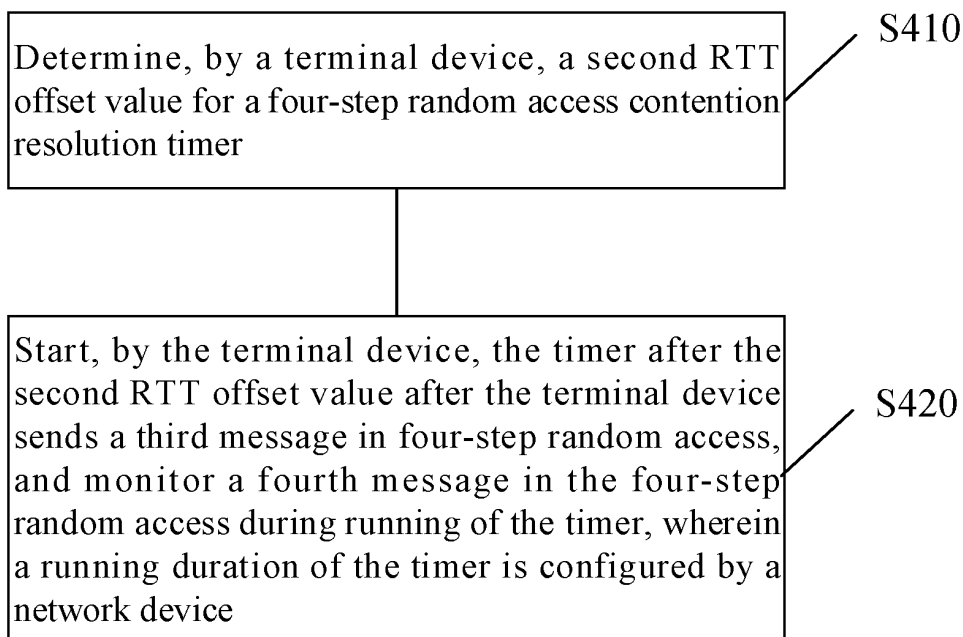 S410
Determine, by a terminal device, a second RTT
offset value for a four-step random access contention
resolution timer
Start, by the terminal device, the timer after the
second RTT offset value after the terminal device
sends a third message in four-step random access,
and monitor a fourth message in the four-step
random access during running of the timer, wherein
a running duration of the timer is configured by a
network device
S420